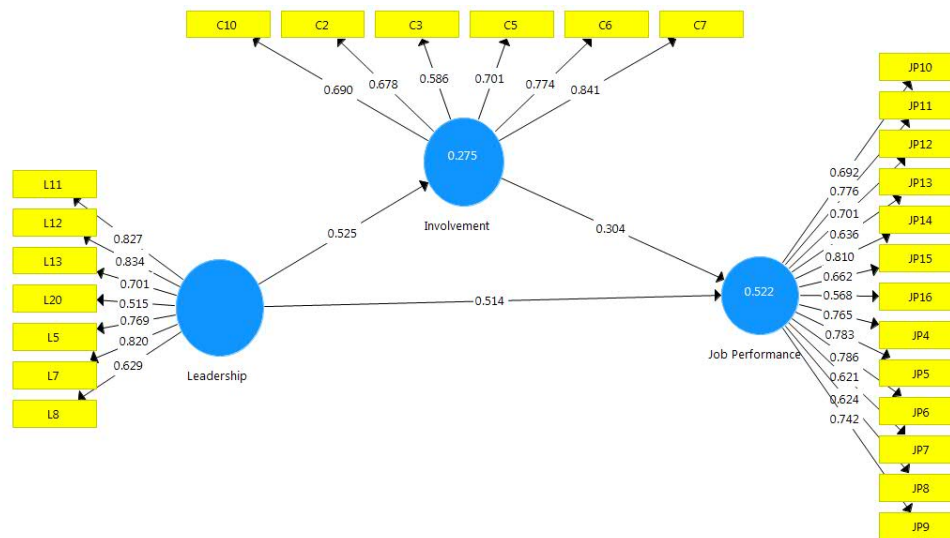 C10
C2
C3
C5
C6
C7
0.690
0.678
0.586
0.701
0.774
0.841
0.275
Involvement
L11
L12
L13
L20
L5
L7
L8
0.827
0.834
0.701
0.515
0.769
0.820
0.629
Leadership
0.525
0.304
0.514
0.522
Job Performance
0.692
0.776
0.701
0.636
0.810
0.662
0.568
0.765
0.783
0.786
0.621
0.624
0.742
JP10
JP11
JP12
JP13
JP14
JP15
JP16
JP4
JP5
JP6
JP7
JP8
JP9